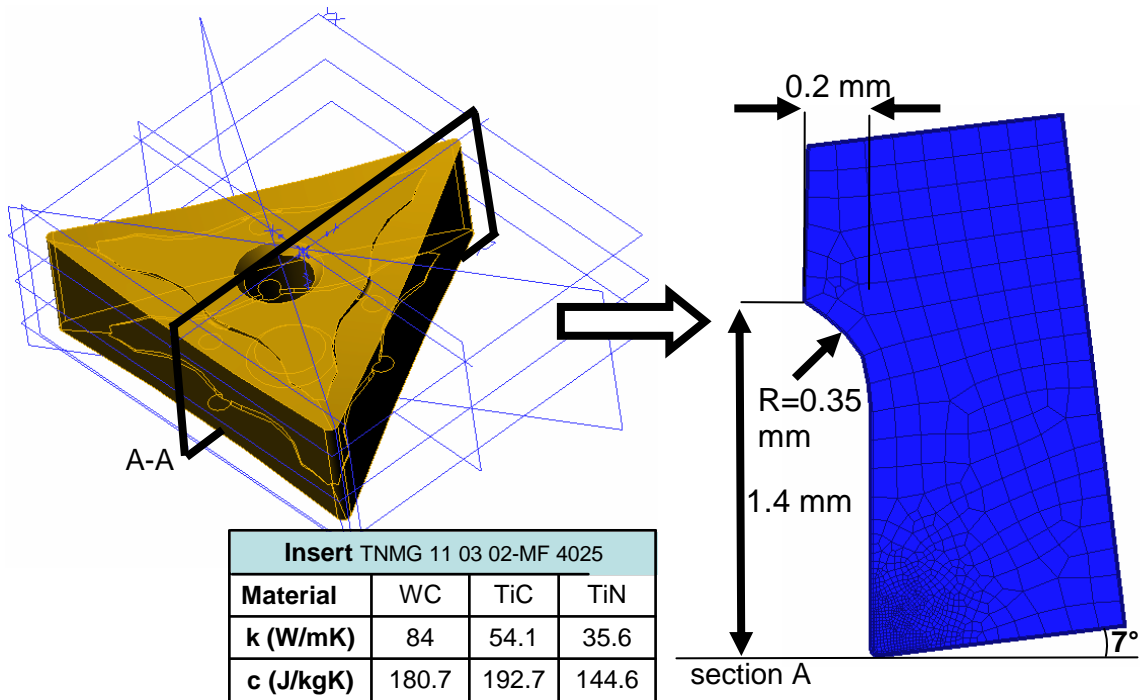 0.2 mm
A-A
R=0.35
mm
1.4 mm
7°
section A
Insert TNMG 11 03 02-MF 4025
Material WC TiC TiN
k (W/mK) 84 54.1 35.6
c (J/kgK) 180.7 192.7 144.6